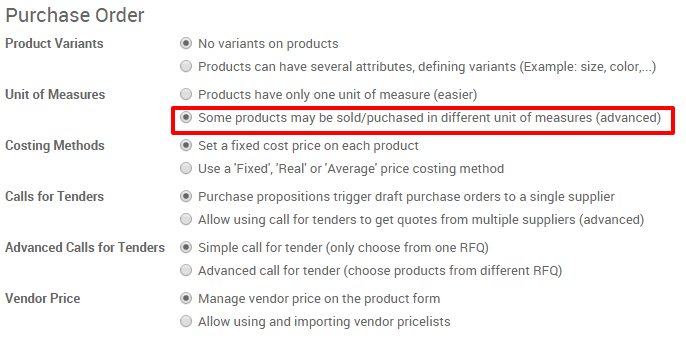 Purchase Order
Product Variants No variants on products
Products can have several attributes, defining variants (Example: size, color,...)
Unit of Measures Products have only one unit of measure (easier)
Some products may be sold/puchased in different unit of measures (advanced)
Costing Methods Set a fixed cost price on each product
Use a 'Fixed', 'Real' or 'Average' price costing method
Calls for Tenders Purchase propositions trigger draft purchase orders to a single supplier
Allow using call for tenders to get quotes from multiple suppliers (advanced)
Advanced Calls for Tenders Simple call for tender (only choose from one RFQ)
Advanced call for tender (choose products from different RFQ)
Vendor Price Manage vendor price on the product form
Allow using and importing vendor pricelists